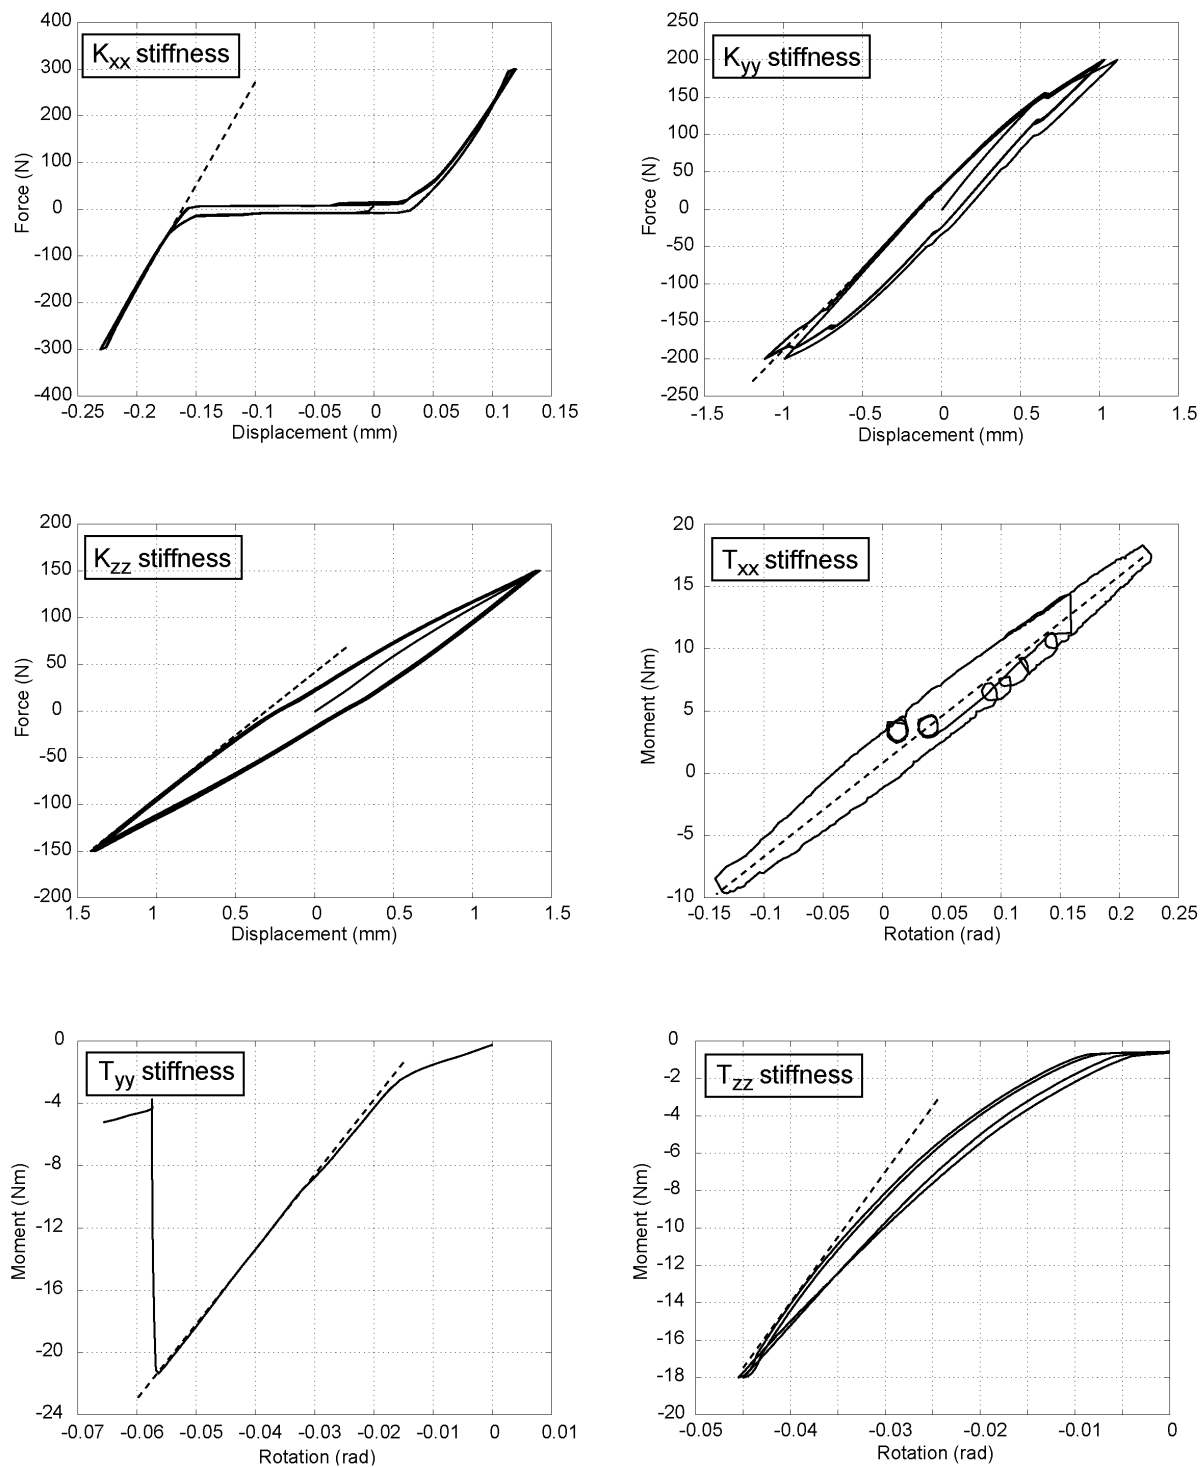 K_xx stiffness
400
300
200
100
0
-100
-200
-300
-400
Force (N)
-0.25 -0.2 -0.15 -0.1 -0.05 0 0.05 0.1 0.15
Displacement (mm)
K_yy stiffness
250
200
150
100
50
0
-50
-100
-150
-200
-250
Force (N)
-1.5 -1 -0.5 0 0.5 1 1.5
Displacement (mm)
K_zz stiffness
200
150
100
50
0
-50
-100
-150
-200
Force (N)
1.5 1 0.5 0 0.5 1 1.5
Displacement (mm)
T_xx stiffness
20
15
10
5
0
-5
-10
Moment (Nm)
-0.15 -0.1 -0.05 0 0.05 0.1 0.15 0.2 0.25
Rotation (rad)
T_yy stiffness
0
-4
-8
-12
-16
-20
-24
Moment (Nm)
-0.07 -0.06 -0.05 -0.04 -0.03 -0.02 -0.01 0 0.01
Rotation (rad)
T_zz stiffness
0
-2
-4
-6
-8
-10
-12
-14
-16
-18
-20
Moment (Nm)
-0.05 -0.04 -0.03 -0.02 -0.01 0
Rotation (rad)